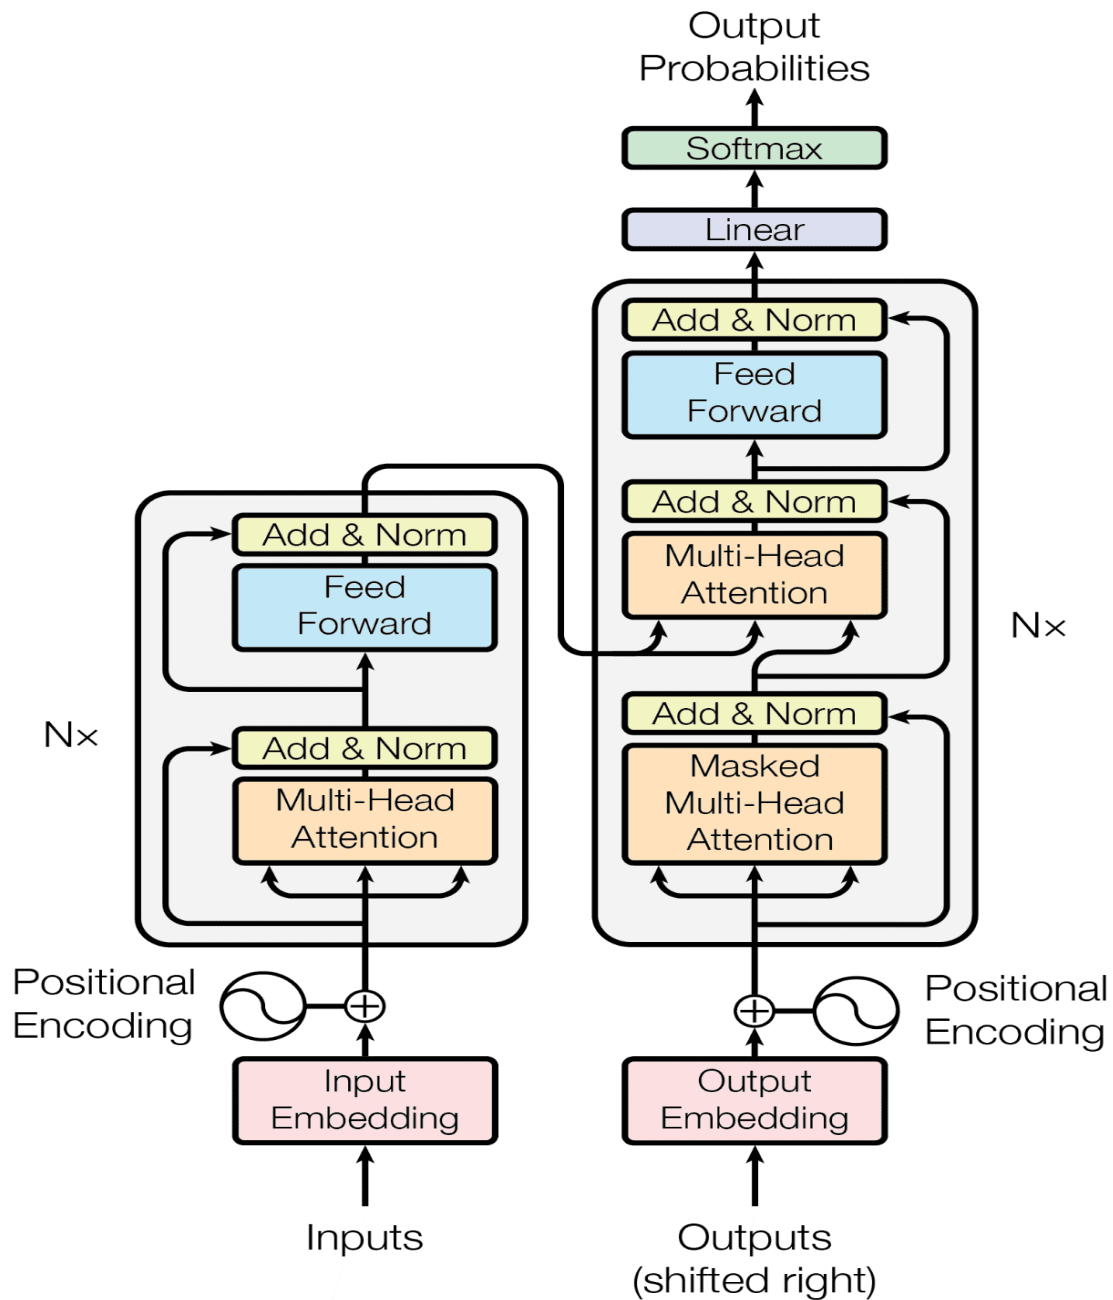 Output
Probabilities
Softmax
Linear
Add & Norm
Feed
Forward
Add & Norm
Multi-Head
Attention
Nx
Add & Norm
Masked
Multi-Head
Attention
Add & Norm
Feed
Forward
Nx
Add & Norm
Multi-Head
Attention
Positional
Encoding
Positional
Encoding
Input
Embedding
Output
Embedding
Inputs
Outputs
(shifted right)